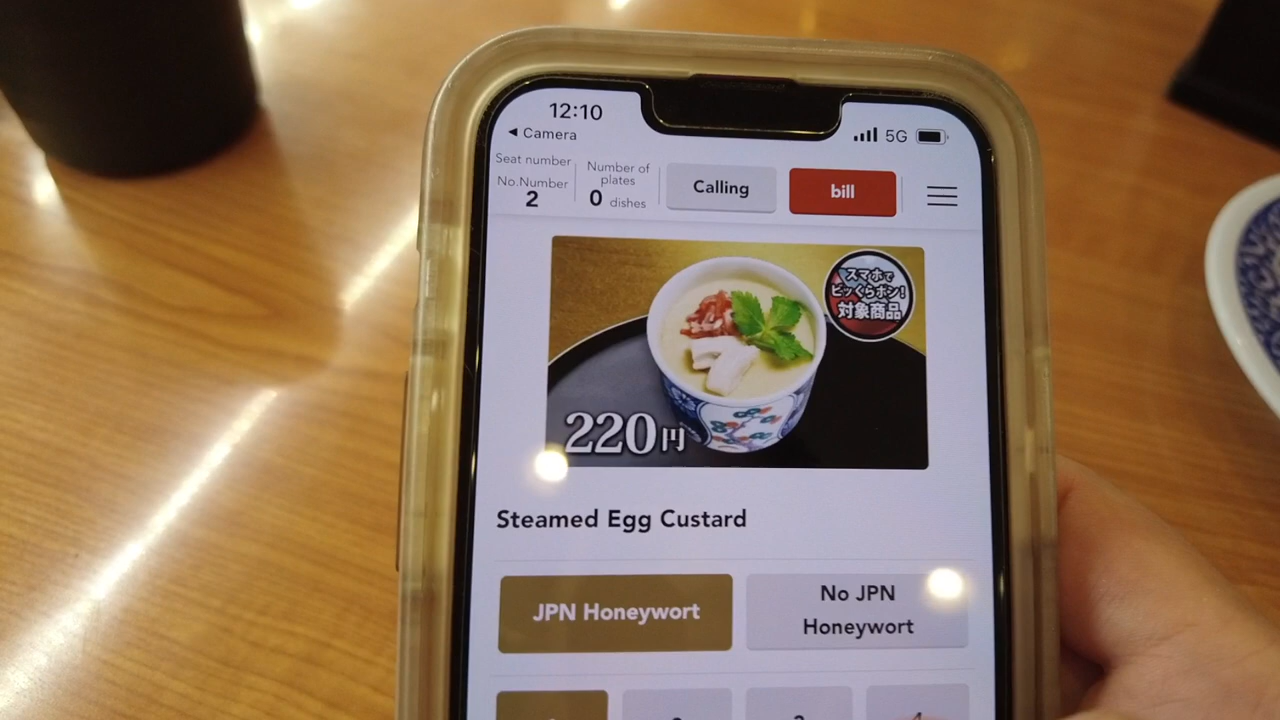 12:10
◀ Camera
5G
Seat number
No.Number
2
Number of
plates
0 dishes
Calling
bill
スマホで
ビッくらポン!
対象商品
220円
Steamed Egg Custard
JPN Honeywort
No JPN
Honeywort